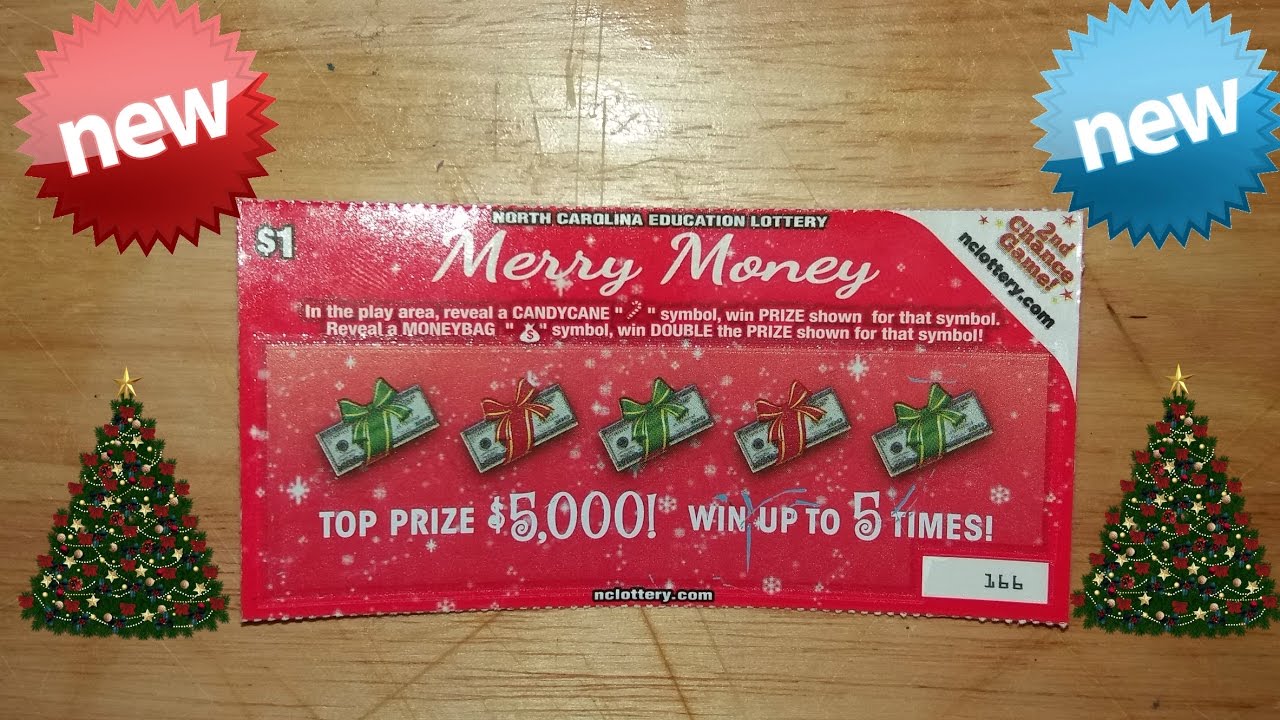 new
new
NORTH CAROLINA EDUCATION LOTTERY
$1
Merry Money
2nd
Chance
Game!
nclottery.com
In the play area, reveal a CANDYCANE " " symbol, win PRIZE shown for that symbol.
Reveal a MONEYBAG " $ " symbol, win DOUBLE the PRIZE shown for that symbol!
TOP PRIZE $5,000! WIN UP TO 5 TIMES!
166
nclottery.com